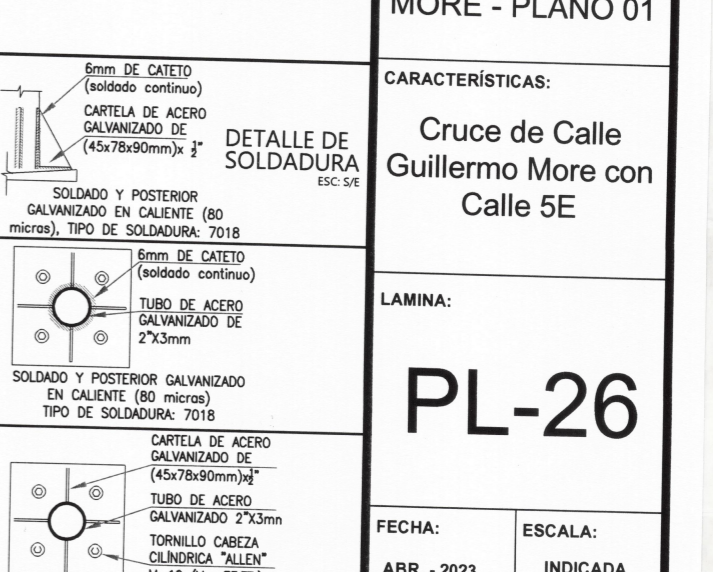 6mm DE CATETO
(soldado continuo)
CARTELA DE ACERO
GALVANIZADO DE
(45x78x90mm)x ½"
DETALLE DE
SOLDADURA
ESC: S/E
SOLDADO Y POSTERIOR
GALVANIZADO EN CALIENTE (80
micras), TIPO DE SOLDADURA: 7018
6mm DE CATETO
(soldado continuo)
TUBO DE ACERO
GALVANIZADO DE
2"X3mm
SOLDADO Y POSTERIOR GALVANIZADO
EN CALIENTE (80 micras)
TIPO DE SOLDADURA: 7018
CARTELA DE ACERO
GALVANIZADO DE
(45x78x90mm)x½"
TUBO DE ACERO
GALVANIZADO 2"X3mm
TORNILLO CABEZA
CILÍNDRICA "ALLEN"
MORE - PLANO 01
CARACTERÍSTICAS:
Cruce de Calle
Guillermo More con
Calle 5E
LAMINA:
PL-26
FECHA:
ABR. - 2023
ESCALA:
INDICADA